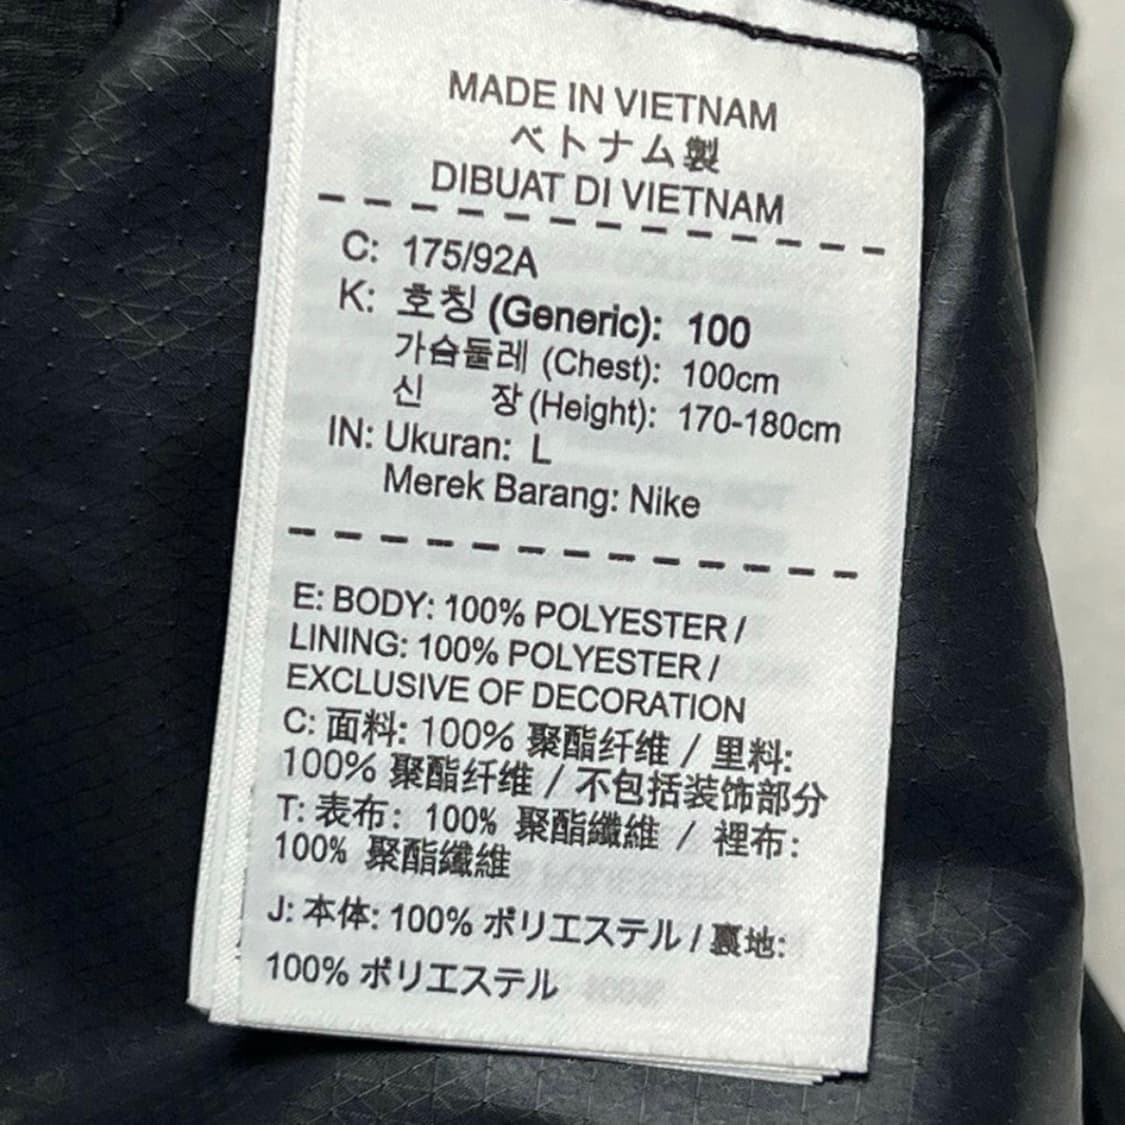 MADE IN VIETNAM
ベトナム製
DIBUAT DI VIETNAM
C: 175/92A
K: 호칭 (Generic): 100
가슴둘레 (Chest): 100cm
신 장 (Height): 170-180cm
IN: Ukuran: L
Merek Barang: Nike
E: BODY: 100% POLYESTER /
LINING: 100% POLYESTER /
EXCLUSIVE OF DECORATION
C: 面料: 100% 聚酯纤维 / 里料:
100% 聚酯纤维 / 不包括装饰部分
T: 表布: 100% 聚酯纖維 / 裡布:
100% 聚酯纖維
J: 本体: 100% ポリエステル / 裏地:
100% ポリエステル